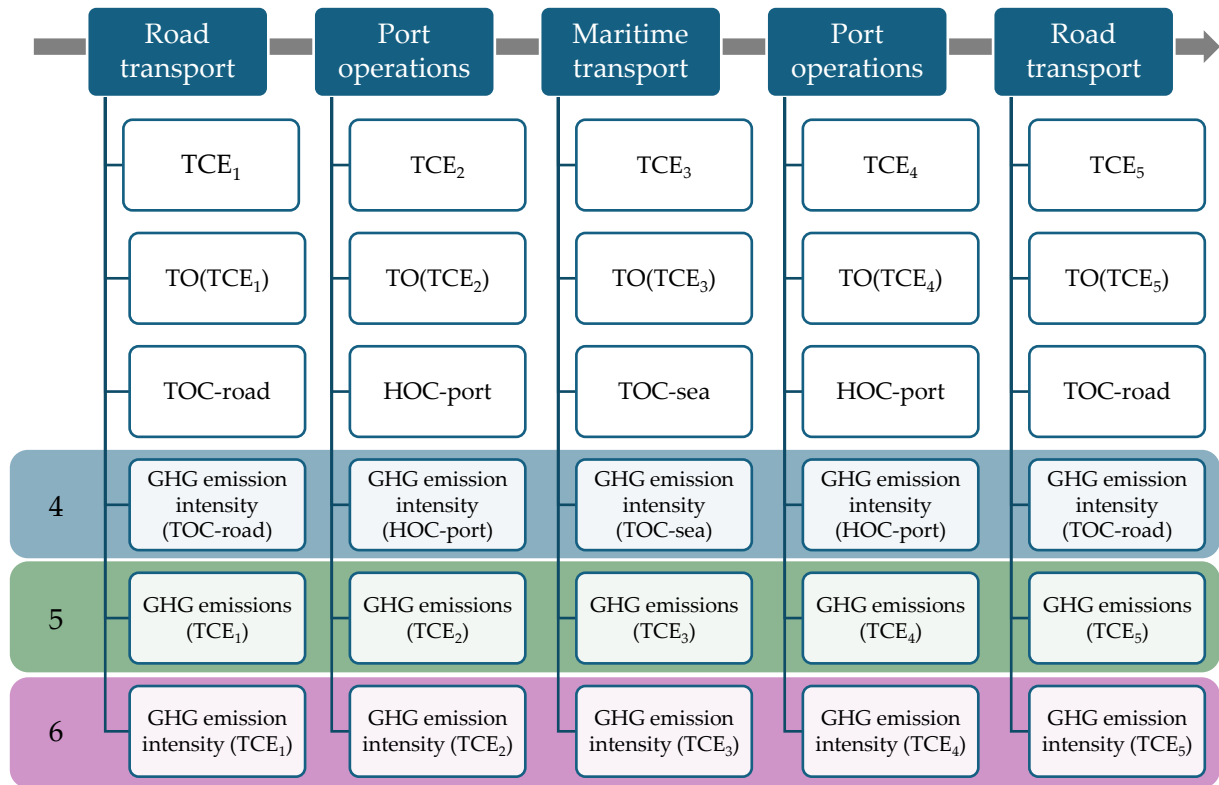 Road
transport
Port
operations
Maritime
transport
Port
operations
Road
transport
TCE₁
TCE₂
TCE₃
TCE₄
TCE₅
TO(TCE₁)
TO(TCE₂)
TO(TCE₃)
TO(TCE₄)
TO(TCE₅)
TOC-road
HOC-port
TOC-sea
HOC-port
TOC-road
4
GHG emission
intensity
(TOC-road)
GHG emission
intensity
(HOC-port)
GHG emission
intensity
(TOC-sea)
GHG emission
intensity
(HOC-port)
GHG emission
intensity
(TOC-road)
5
GHG emissions
(TCE₁)
GHG emissions
(TCE₂)
GHG emissions
(TCE₃)
GHG emissions
(TCE₄)
GHG emissions
(TCE₅)
6
GHG emission
intensity (TCE₁)
GHG emission
intensity (TCE₂)
GHG emission
intensity (TCE₃)
GHG emission
intensity (TCE₄)
GHG emission
intensity (TCE₅)